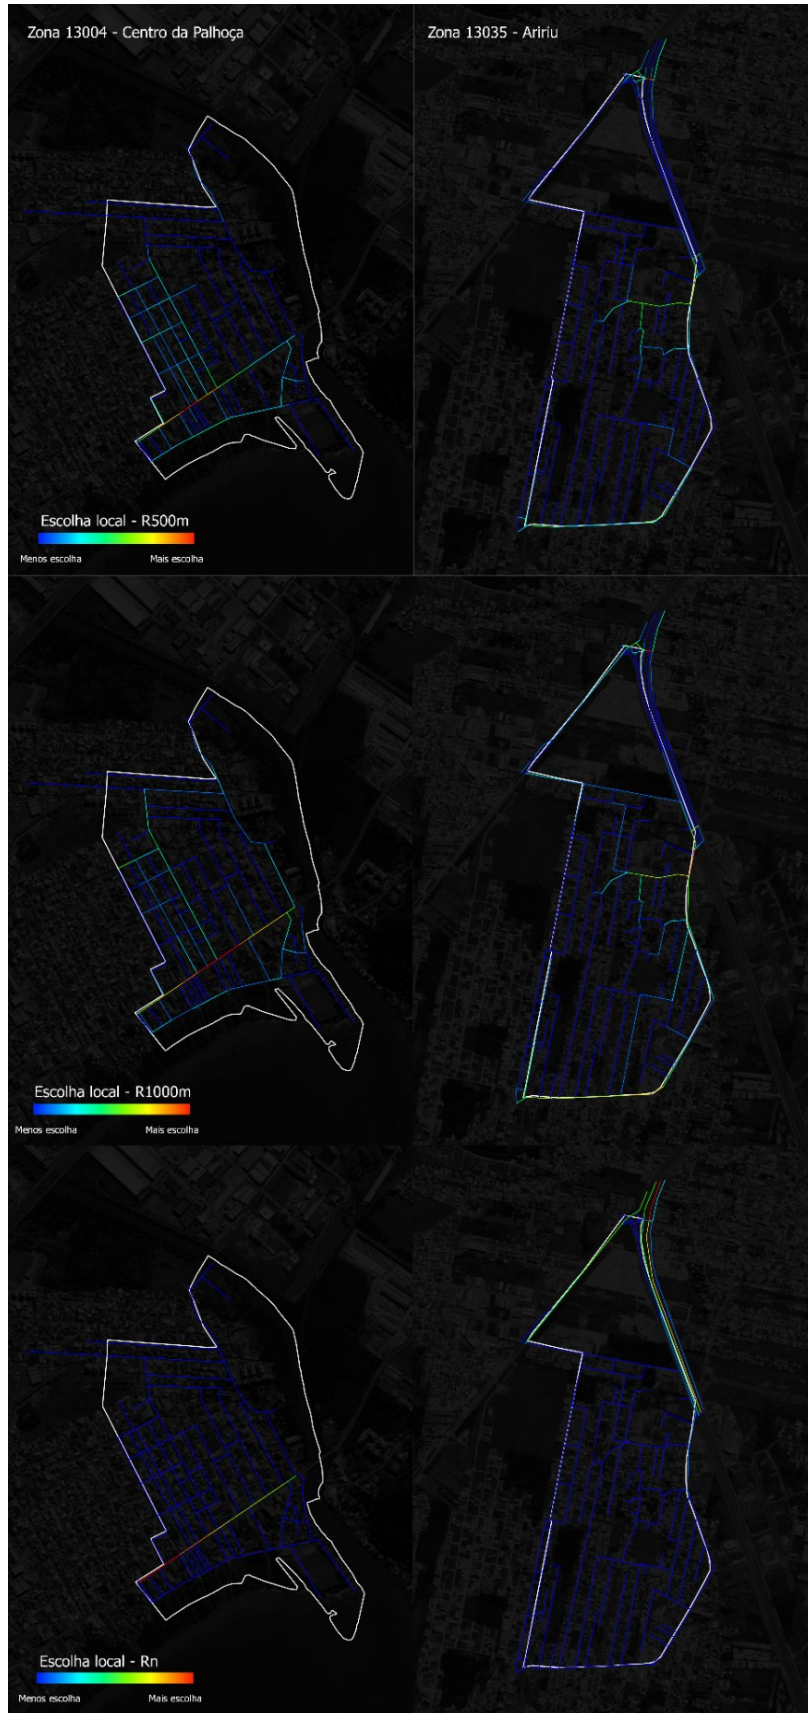 Zona 13004 - Centro da Palhoça
Zona 13035 - Aririu
Escolha local - R500m
Menos escolha
Mais escolha
Escolha local - R1000m
Menos escolha
Mais escolha
Escolha local - Rn
Menos escolha
Mais escolha